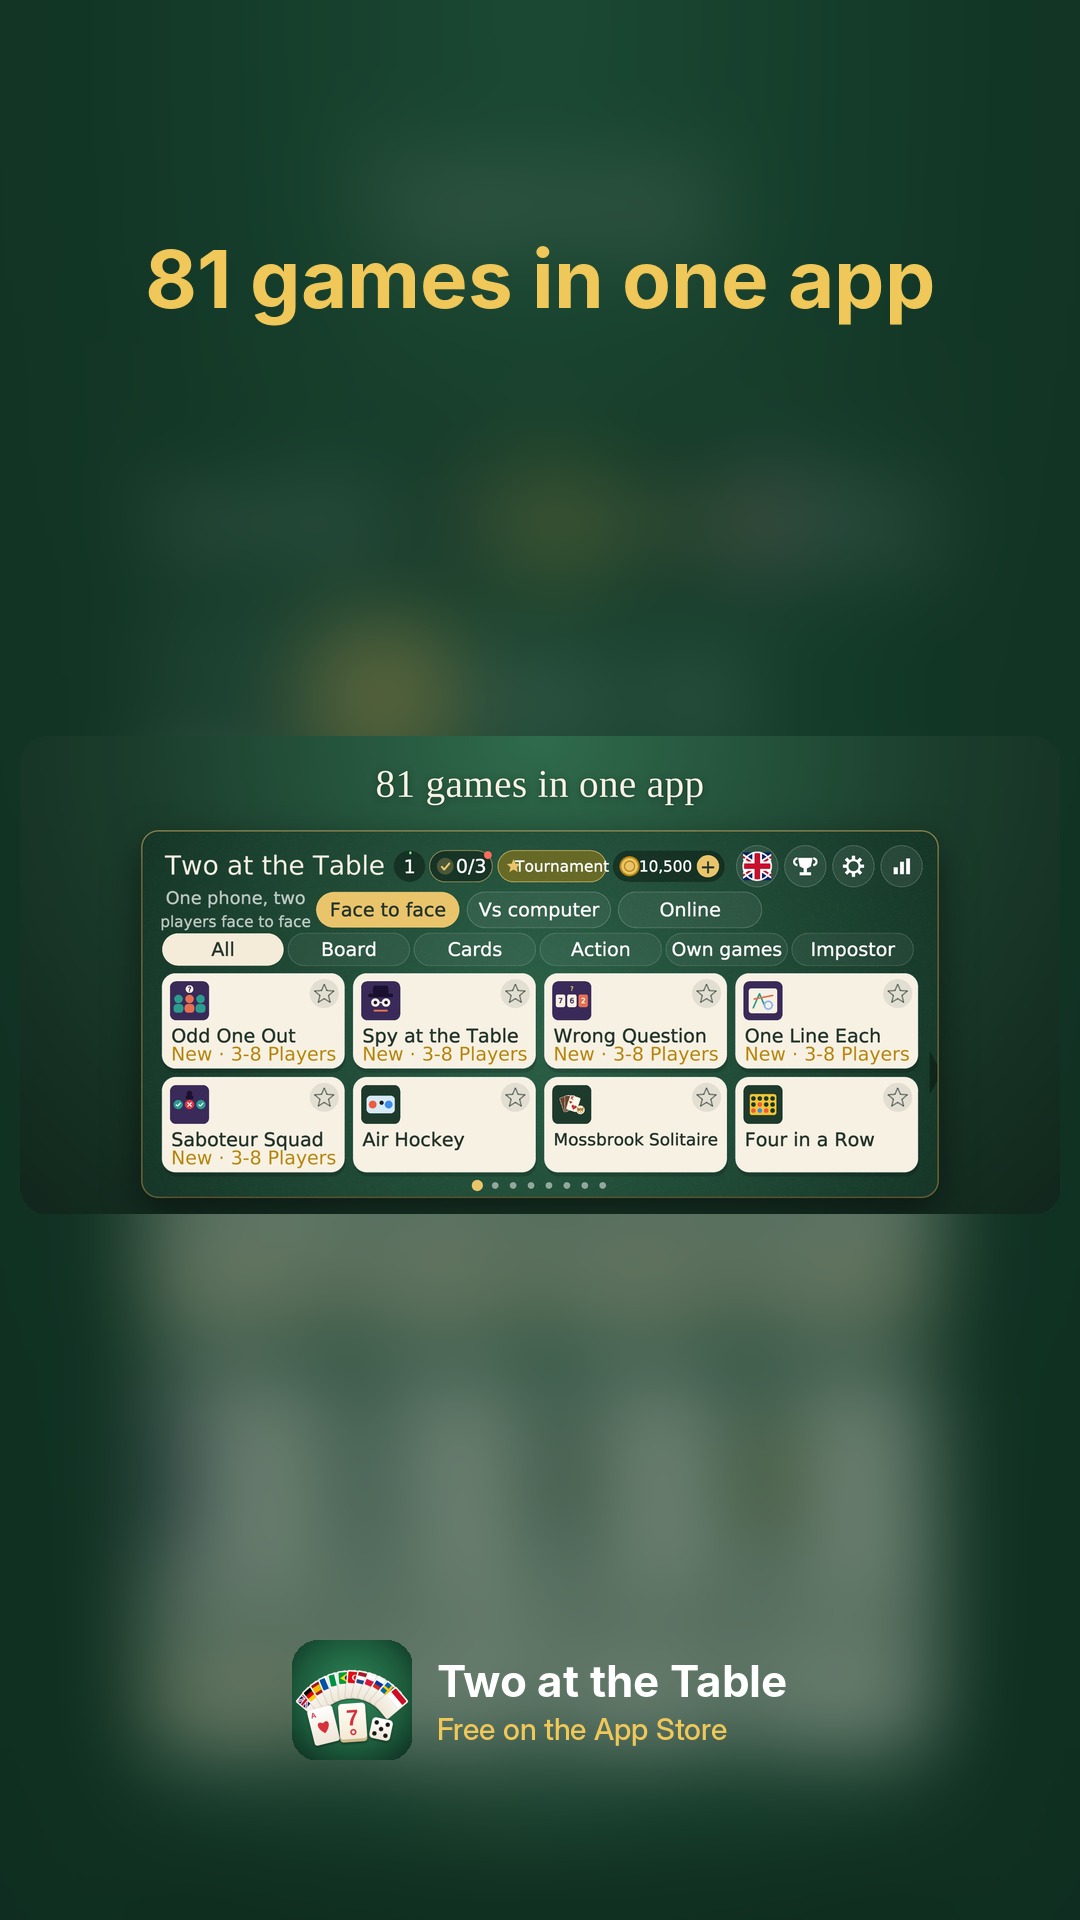 81 games in one app
81 games in one app
Two at the Table 1 0/3 Tournament 10,500 +
One phone, two
players face to face
Face to face Vs computer Online
All Board Cards Action Own games Impostor
Odd One Out
New · 3-8 Players
Spy at the Table
New · 3-8 Players
Wrong Question
New · 3-8 Players
One Line Each
New · 3-8 Players
Saboteur Squad
New · 3-8 Players
Air Hockey
Mossbrook Solitaire
Four in a Row
Two at the Table
Free on the App Store